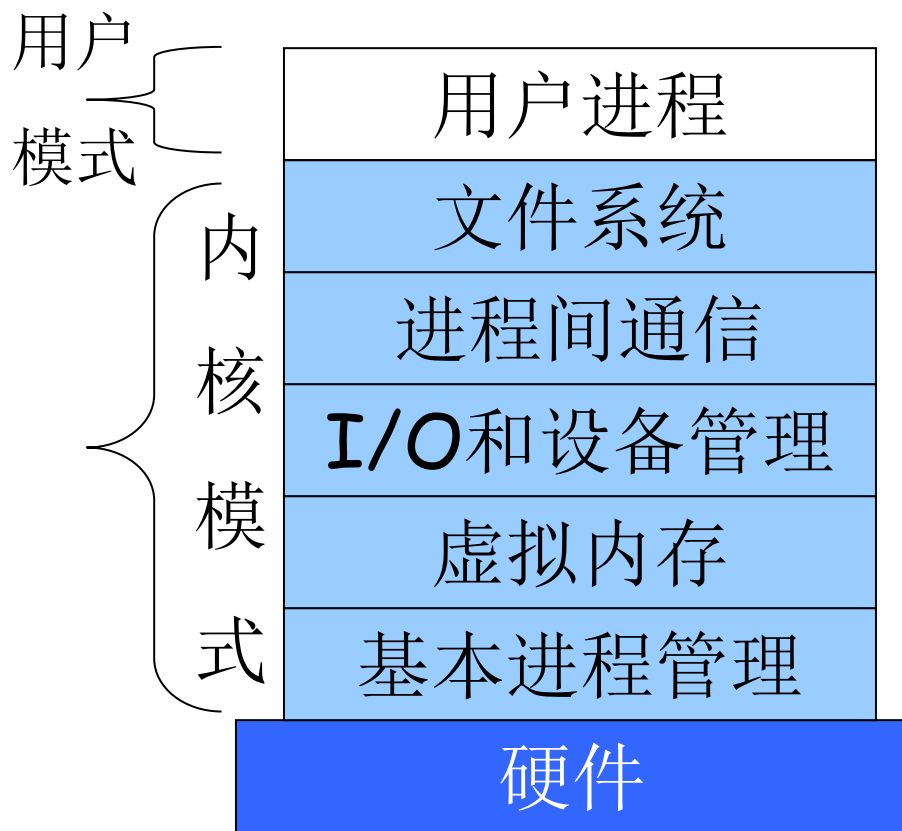 用户
模式
用户进程
文件系统
进程间通信
I/O和设备管理
虚拟内存
基本进程管理
内
核
模
式
硬件